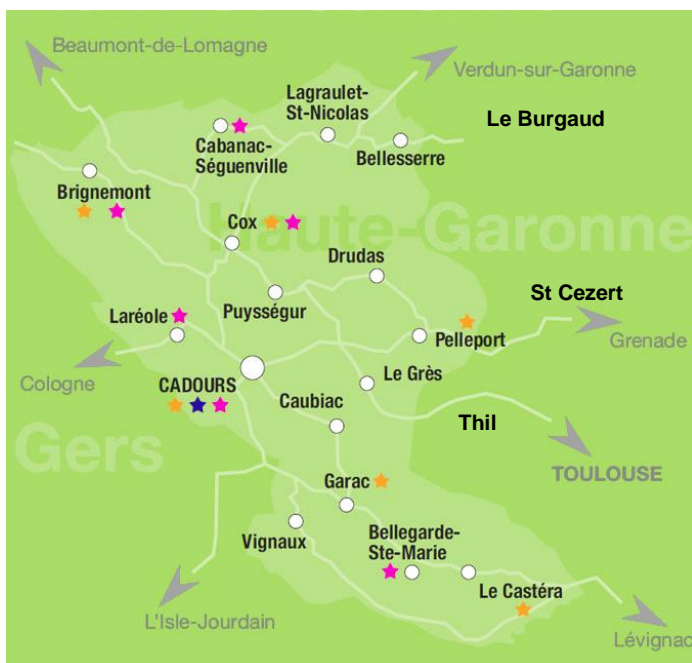 Beaumont-de-Lomagne
Verdun-sur-Garonne
Lagraulet-
St-Nicolas
Le Burgaud
Cabanac-
Séguenville
Bellesserre
Brignemont
Cox
Haute-Garonne
Drudas
Laréole
Puysségur
St Cezert
Pelleport
Grenade
Cologne
CADOURS
Le Grès
Caubiac
Thil
Gers
TOULOUSE
Garac
Vignaux
Bellegarde-
Ste-Marie
Le Castéra
L'Isle-Jourdain
Lévignac